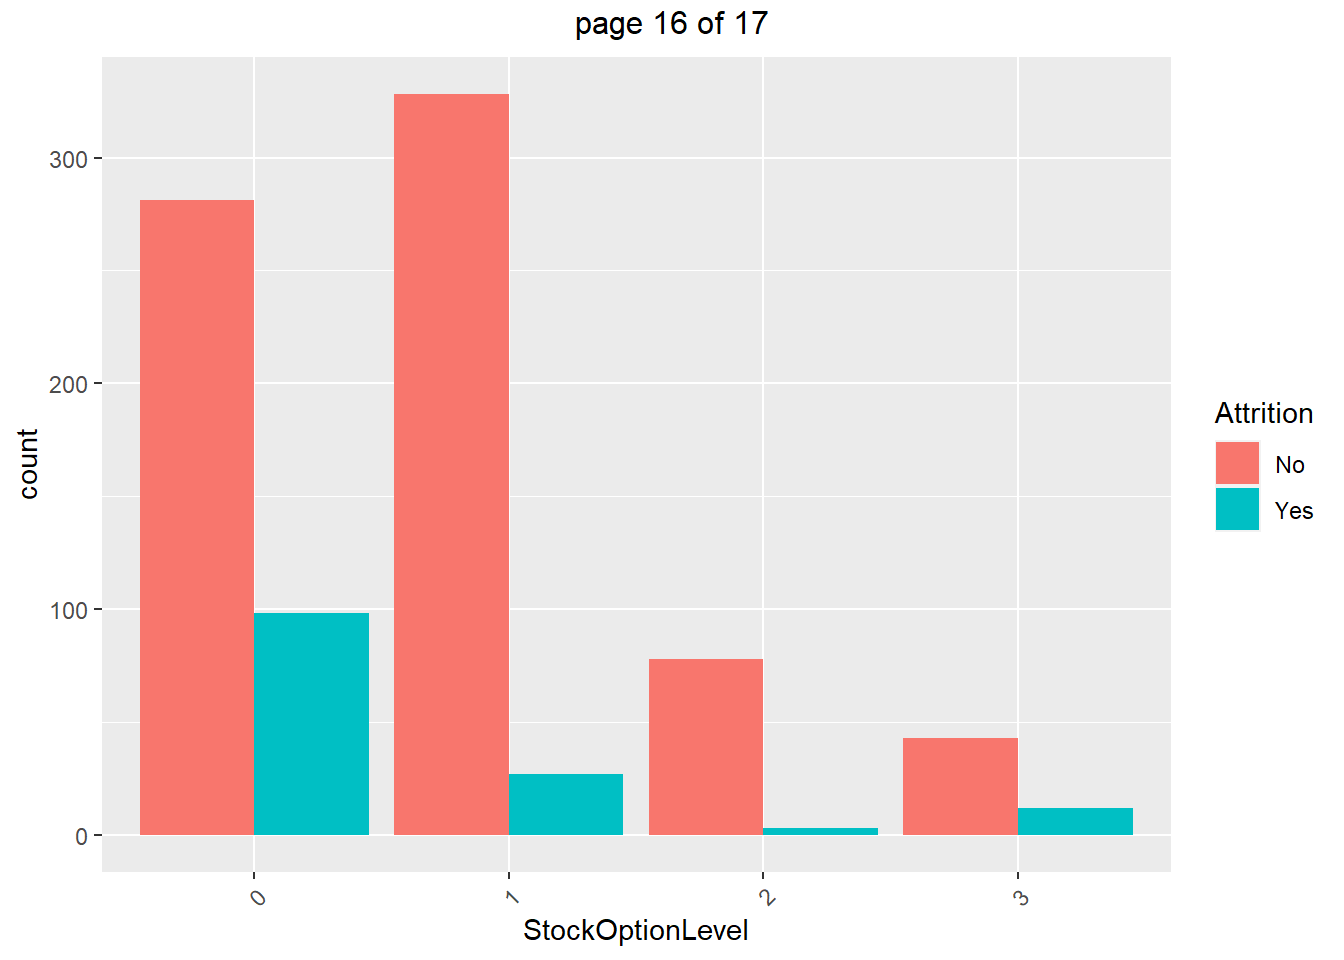 page 16 of 17
300
200
100
0
count
0
1
2
3
StockOptionLevel
Attrition
No
Yes